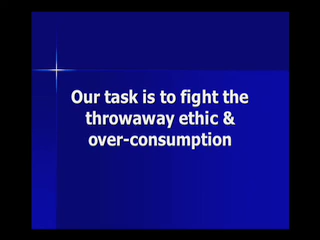 Our task is to fight the
throwaway ethic &
over-consumption